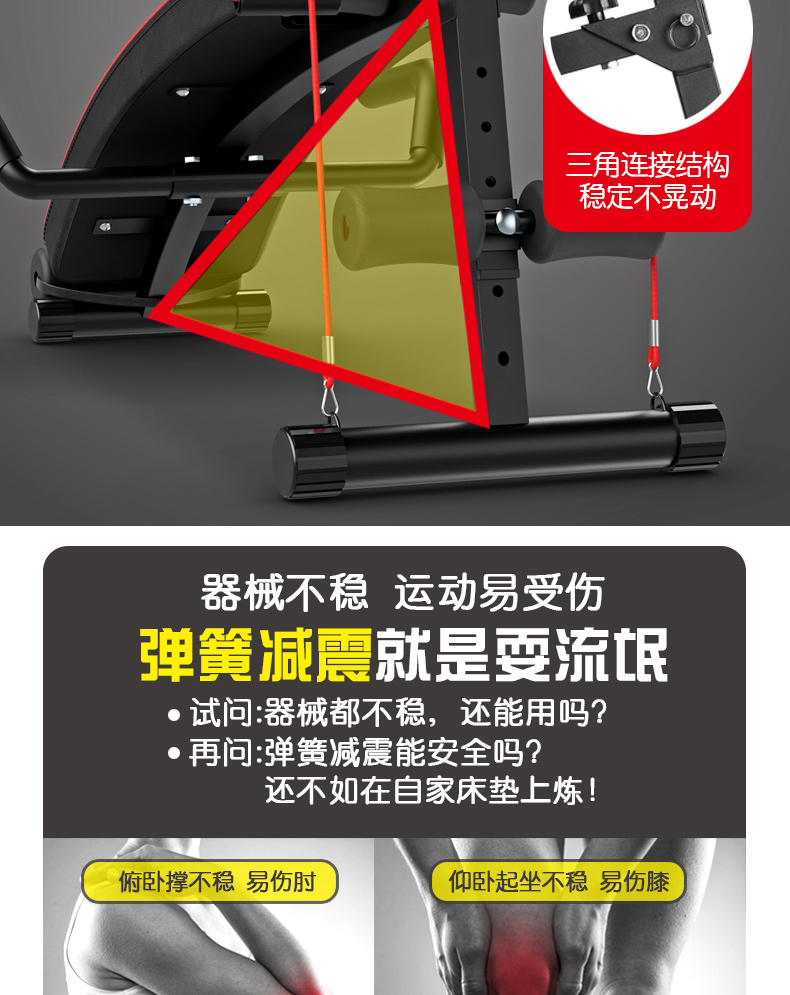 三角连接结构
稳定不晃动
器械不稳 运动易受伤
弹簧减震就是耍流氓
• 试问:器械都不稳，还能用吗?
• 再问:弹簧减震能安全吗?
还不如在自家床垫上炼!
俯卧撑不稳 易伤肘
仰卧起坐不稳 易伤膝